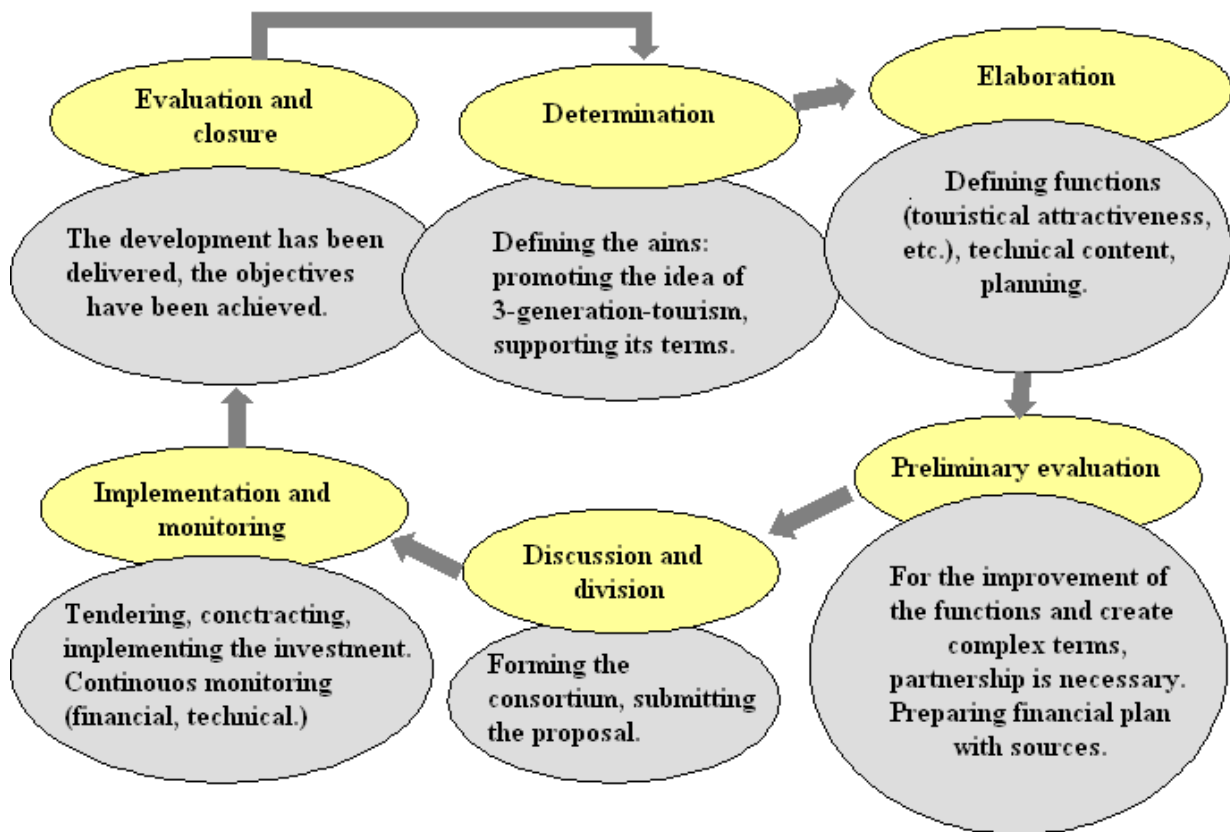 Evaluation and
closure
The development has been
delivered, the objectives
have been achieved.
Determination
Defining the aims:
promoting the idea of
3-generation-tourism,
supporting its terms.
Elaboration
Defining functions
(touristical attractiveness,
etc.), technical content,
planning.
Preliminary evaluation
For the improvement of
the functions and create
complex terms,
partnership is necessary.
Preparing financial plan
with sources.
Discussion and
division
Forming the
consortium, submitting
the proposal.
Implementation and
monitoring
Tendering, conctracting,
implementing the investment.
Continouos monitoring
(financial, technical.)